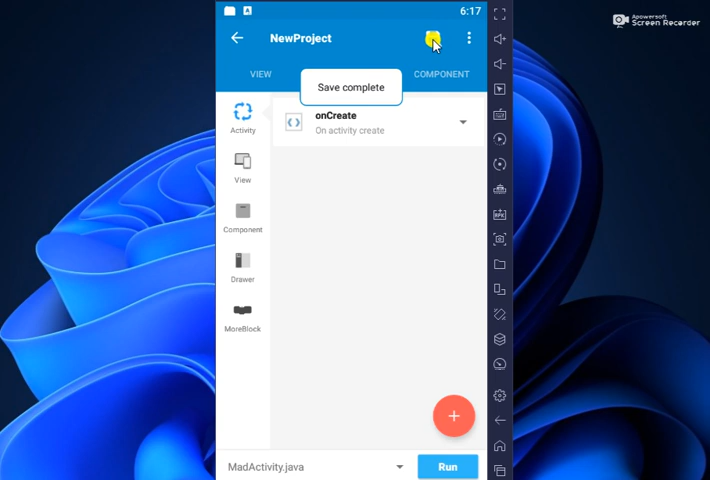 Apowersoft
Screen Recorder
6:17
NewProject
VIEW
COMPONENT
Save complete
Activity
onCreate
On activity create
View
Component
Drawer
MoreBlock
MadActivity.java
Run